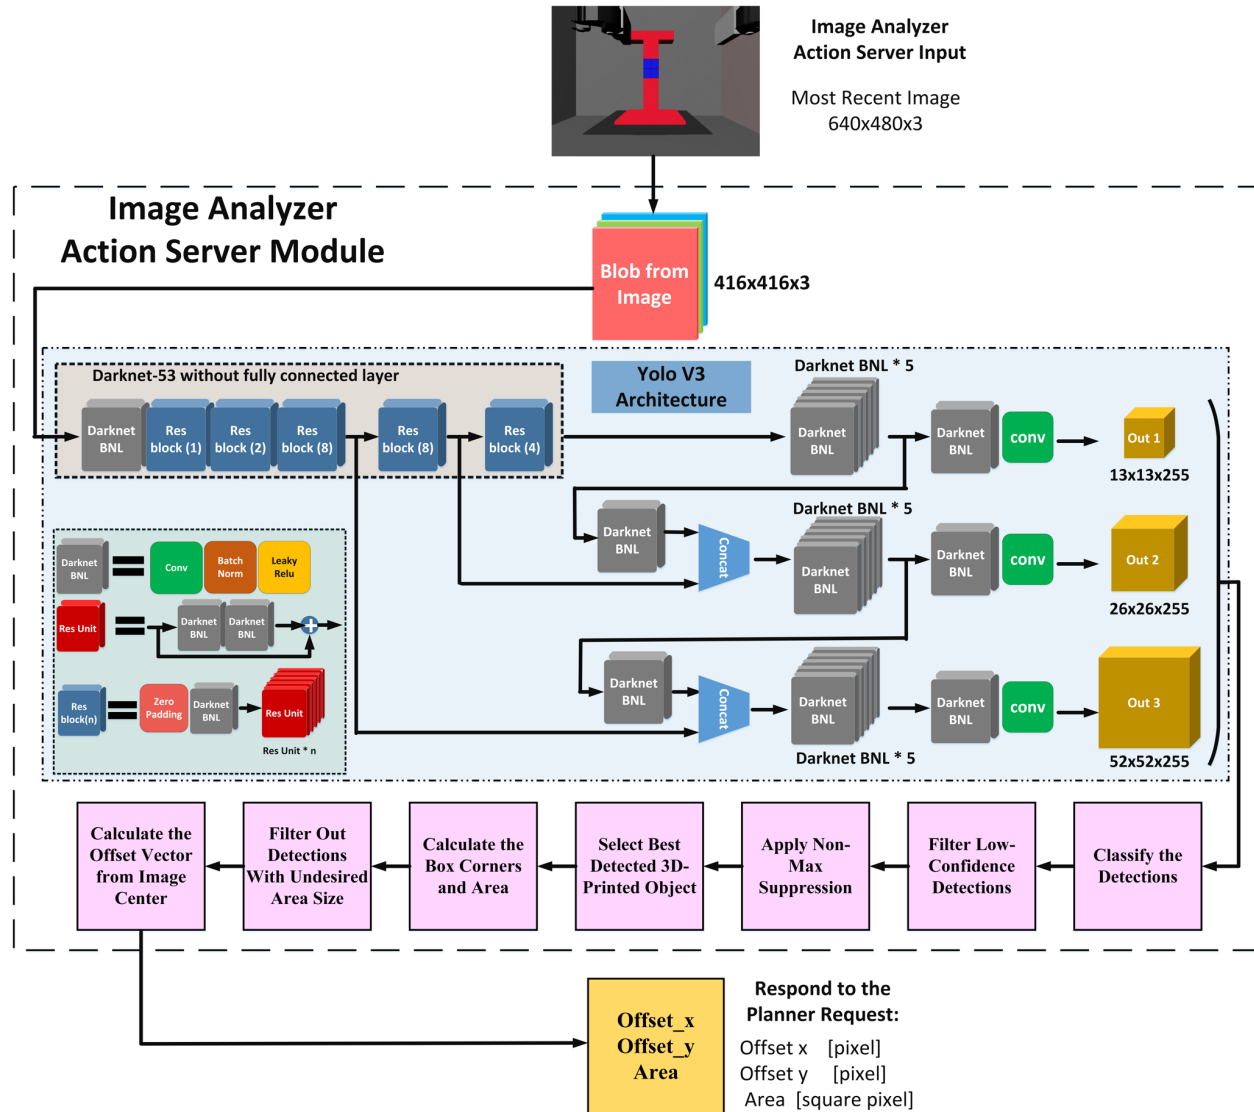 Image Analyzer
Action Server Input
Most Recent Image
640x480x3
Image Analyzer
Action Server Module
Blob from
Image
416x416x3
Darknet-53 without fully connected layer
Yolo V3
Architecture
Darknet BNL * 5
Darknet
BNL
Res
block (1)
Res
block (2)
Res
block (8)
Res
block (8)
Res
block (4)
Darknet
BNL
Darknet
BNL
conv
Out 1
13x13x255
Darknet BNL * 5
Darknet
BNL
Concat
Darknet
BNL
Darknet
BNL
conv
Out 2
26x26x255
Darknet
BNL
Concat
Darknet
BNL
Darknet
BNL
conv
Out 3
52x52x255
Darknet BNL * 5
Darknet
BNL
Conv
Batch
Norm
Leaky
Relu
Res Unit
Darknet
BNL
Darknet
BNL
Res
block(n)
Zero
Padding
Darknet
BNL
Res Unit
Res Unit * n
Calculate the
Offset Vector
from Image
Center
Filter Out
Detections
With Undesired
Area Size
Calculate the
Box Corners
and Area
Select Best
Detected 3D-
Printed Object
Apply Non-
Max
Suppression
Filter Low-
Confidence
Detections
Classify the
Detections
Offset_x
Offset_y
Area
Respond to the
Planner Request:
Offset x [pixel]
Offset y [pixel]
Area [square pixel]